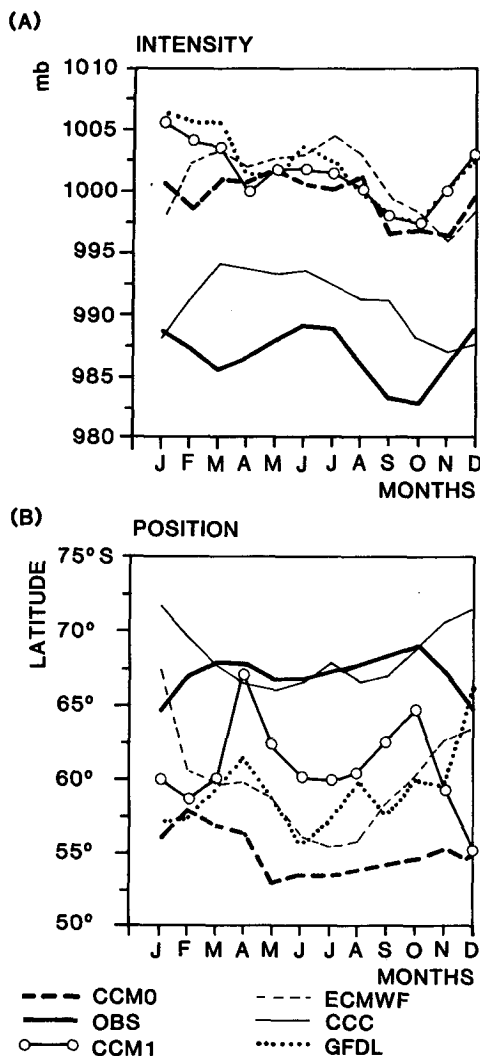 (A)
INTENSITY
mb
1010
1005
1000
995
990
985
980
J F M A M J J A S O N D
MONTHS
(B)
POSITION
LATITUDE
75° S
70°
65°
60°
55°
50°
J F M A M J J A S O N D
MONTHS
CCM0
OBS
CCM1
ECMWF
CCC
GFDL